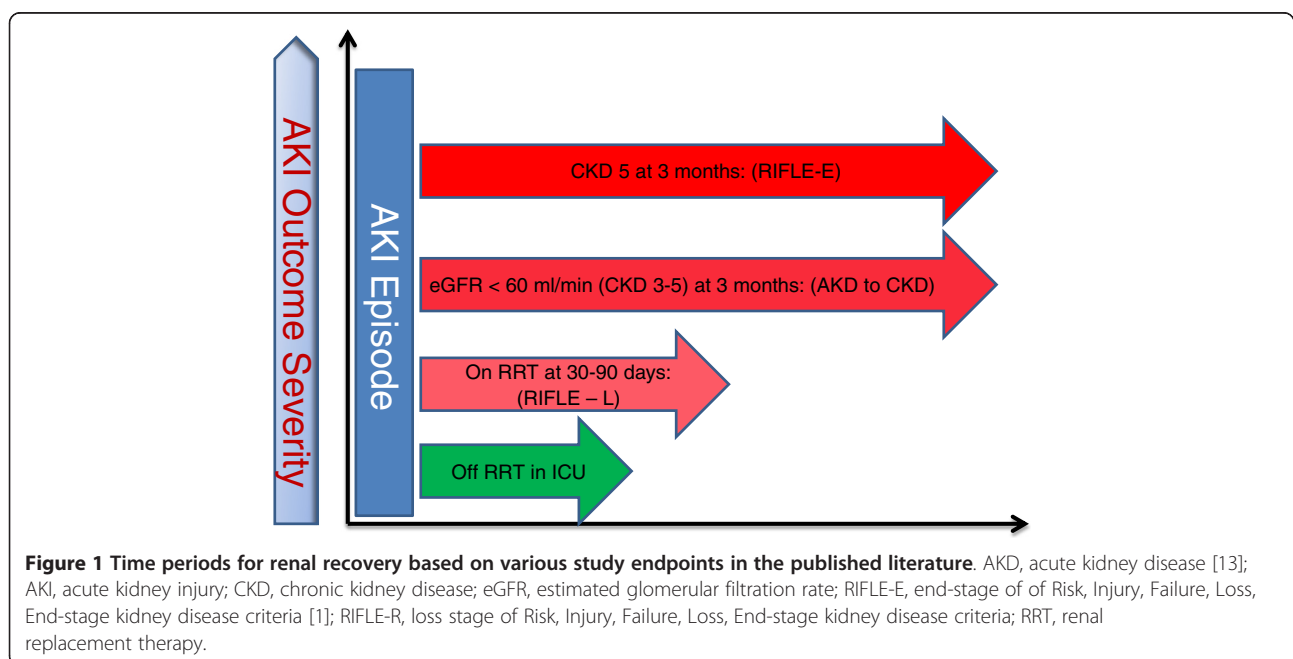 AKI Outcome Severity
AKI Episode
CKD 5 at 3 months: (RIFLE-E)
eGFR < 60 ml/min (CKD 3-5) at 3 months: (AKD to CKD)
On RRT at 30-90 days:
(RIFLE – L)
Off RRT in ICU
Figure 1 Time periods for renal recovery based on various study endpoints in the published literature. AKD, acute kidney disease [13];
AKI, acute kidney injury; CKD, chronic kidney disease; eGFR, estimated glomerular filtration rate; RIFLE-E, end-stage of of Risk, Injury, Failure, Loss,
End-stage kidney disease criteria [1]; RIFLE-R, loss stage of Risk, Injury, Failure, Loss, End-stage kidney disease criteria; RRT, renal
replacement therapy.